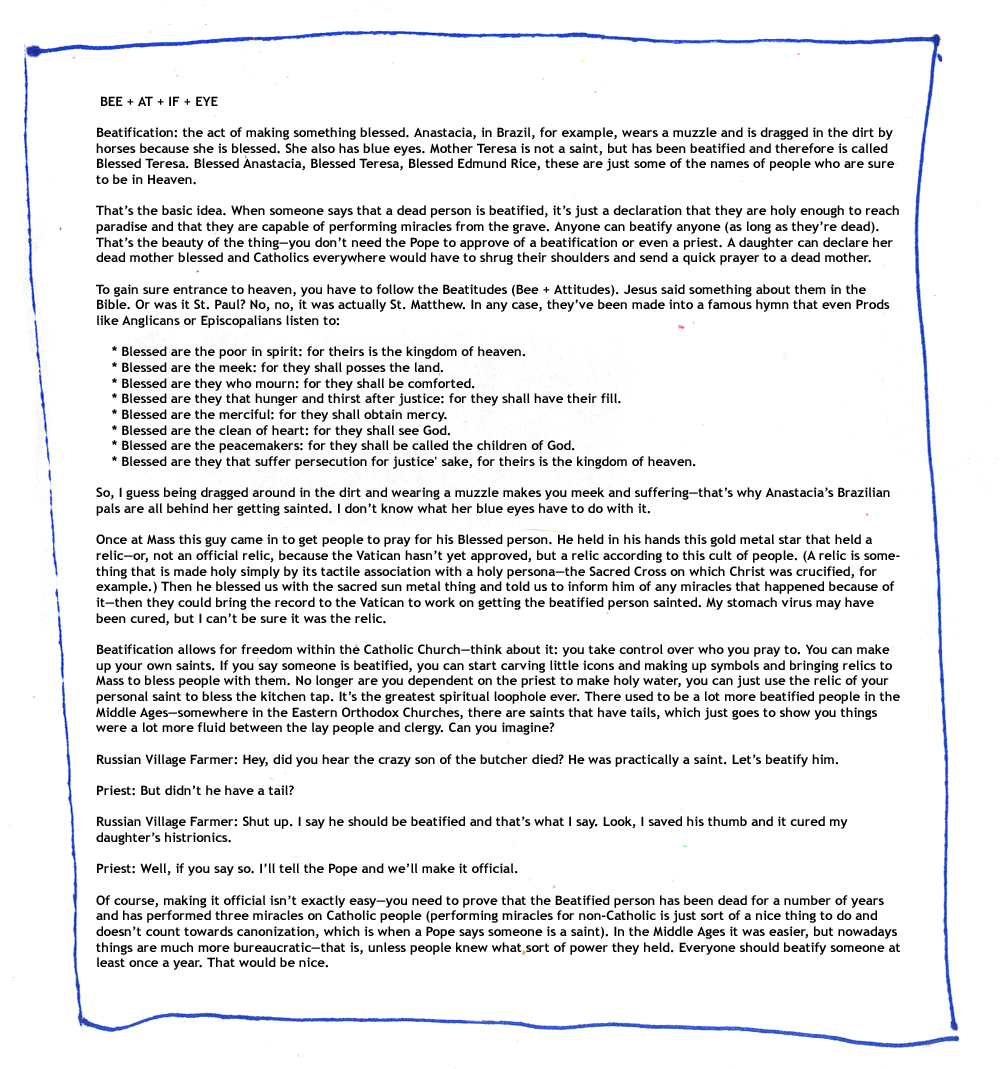 BEE + AT + IF + EYE
Beatification: the act of making something blessed. Anastacia, in Brazil, for example, wears a muzzle and is dragged in the dirt by
horses because she is blessed. She also has blue eyes. Mother Teresa is not a saint, but has been beatified and therefore is called
Blessed Teresa. Blessed Anastacia, Blessed Teresa, Blessed Edmund Rice, these are just some of the names of people who are sure
to be in Heaven.
That's the basic idea. When someone says that a dead person is beatified, it's just a declaration that they are holy enough to reach
paradise and that they are capable of performing miracles from the grave. Anyone can beatify anyone (as long as they're dead).
That's the beauty of the thing—you don't need the Pope to approve of a beatification or even a priest. A daughter can declare her
dead mother blessed and Catholics everywhere would have to shrug their shoulders and send a quick prayer to a dead mother.
To gain sure entrance to heaven, you have to follow the Beatitudes (Bee + Attitudes). Jesus said something about them in the
Bible. Or was it St. Paul? No, no, it was actually St. Matthew. In any case, they've been made into a famous hymn that even Prods
like Anglicans or Episcopalians listen to:
* Blessed are the poor in spirit: for theirs is the kingdom of heaven.
* Blessed are the meek: for they shall posses the land.
* Blessed are they who mourn: for they shall be comforted.
* Blessed are they that hunger and thirst after justice: for they shall have their fill.
* Blessed are the merciful: for they shall obtain mercy.
* Blessed are the clean of heart: for they shall see God.
* Blessed are the peacemakers: for they shall be called the children of God.
* Blessed are they that suffer persecution for justice' sake, for theirs is the kingdom of heaven.
So, I guess being dragged around in the dirt and wearing a muzzle makes you meek and suffering—that's why Anastacia's Brazilian
pals are all behind her getting sainted. I don't know what her blue eyes have to do with it.
Once at Mass this guy came in to get people to pray for his Blessed person. He held in his hands this gold metal star that held a
relic—or, not an official relic, because the Vatican hasn't yet approved, but a relic according to this cult of people. (A relic is some-
thing that is made holy simply by its tactile association with a holy persona—the Sacred Cross on which Christ was crucified, for
example.) Then he blessed us with the sacred sun metal thing and told us to inform him of any miracles that happened because of
it—then they could bring the record to the Vatican to work on getting the beatified person sainted. My stomach virus may have
been cured, but I can't be sure it was the relic.
Beatification allows for freedom within the Catholic Church—think about it: you take control over who you pray to. You can make
up your own saints. If you say someone is beatified, you can start carving little icons and making up symbols and bringing relics to
Mass to bless people with them. No longer are you dependent on the priest to make holy water, you can just use the relic of your
personal saint to bless the kitchen tap. It's the greatest spiritual loophole ever. There used to be a lot more beatified people in the
Middle Ages—somewhere in the Eastern Orthodox Churches, there are saints that have tails, which just goes to show you things
were a lot more fluid between the lay people and clergy. Can you imagine?
Russian Village Farmer: Hey, did you hear the crazy son of the butcher died? He was practically a saint. Let's beatify him.
Priest: But didn't he have a tail?
Russian Village Farmer: Shut up. I say he should be beatified and that's what I say. Look, I saved his thumb and it cured my
daughter's histrionics.
Priest: Well, if you say so. I'll tell the Pope and we'll make it official.
Of course, making it official isn't exactly easy—you need to prove that the Beatified person has been dead for a number of years
and has performed three miracles on Catholic people (performing miracles for non-Catholic is just sort of a nice thing to do and
doesn't count towards canonization, which is when a Pope says someone is a saint). In the Middle Ages it was easier, but nowadays
things are much more bureaucratic—that is, unless people knew what sort of power they held. Everyone should beatify someone at
least once a year. That would be nice.